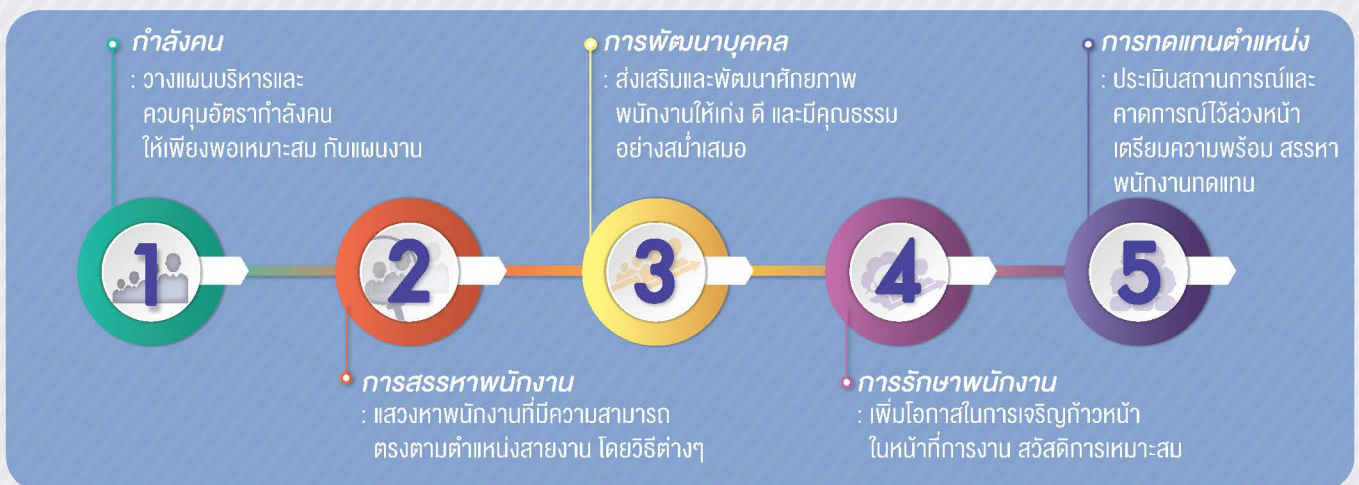 กำลังคน
: วางแผนบริหารและ
ควบคุมอัตรากำลังคน
ให้เพียงพอเหมาะสม กับแผนงาน
1
2
การสรรหาพนักงาน
: แสวงหาพนักงานที่มีความสามารถ
ตรงตามตำแหน่งสายงาน โดยวิธีต่างๆ
การพัฒนาบุคคล
: ส่งเสริมและพัฒนาศักยภาพ
พนักงานให้เก่ง ดี และมีคุณธรรม
อย่างสม่ำเสมอ
3
4
การรักษาพนักงาน
: เพิ่มโอกาสในการเจริญก้าวหน้า
ในหน้าที่การงาน สวัสดิการเหมาะสม
การทดแทนตำแหน่ง
: ประเมินสถานการณ์และ
คาดการณ์ไว้ล่วงหน้า
เตรียมความพร้อม สรรหา
พนักงานทดแทน
5